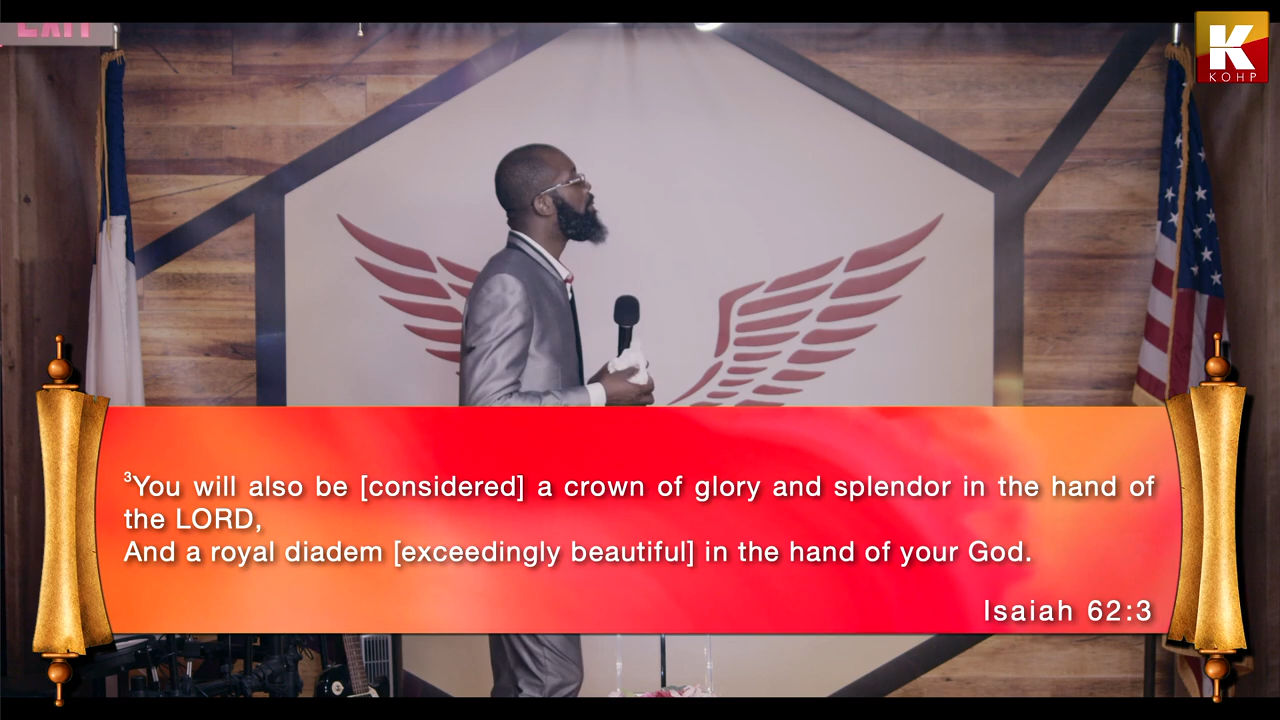 EXIT
K
KOHP
³You will also be [considered] a crown of glory and splendor in the hand of
the LORD,
And a royal diadem [exceedingly beautiful] in the hand of your God.
Isaiah 62:3